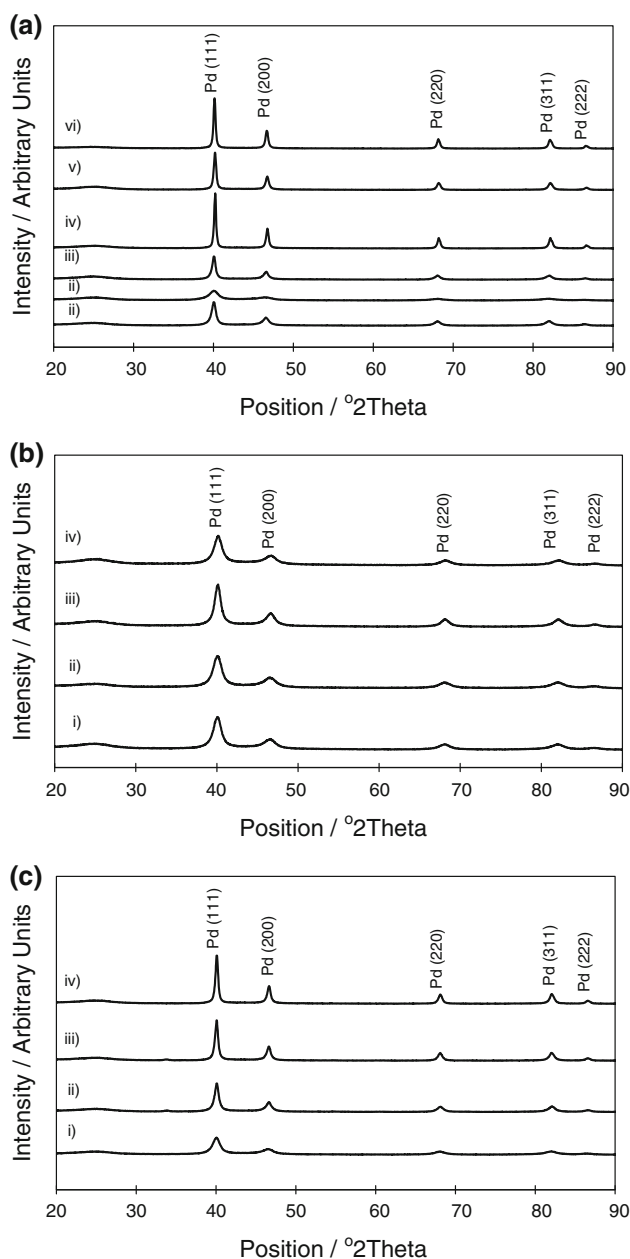 (a)
Intensity / Arbitrary Units
Pd (111)
Pd (200)
Pd (220)
Pd (311)
Pd (222)
vi)
v)
iv)
iii)
ii)
ii)
20 30 40 50 60 70 80 90
Position / °2Theta
(b)
Intensity / Arbitrary Units
Pd (111)
Pd (200)
Pd (220)
Pd (311)
Pd (222)
iv)
iii)
ii)
i)
20 30 40 50 60 70 80 90
Position / °2Theta
(c)
Intensity / Arbitrary Units
Pd (111)
Pd (200)
Pd (220)
Pd (311)
Pd (222)
iv)
iii)
ii)
i)
20 30 40 50 60 70 80 90
Position / °2Theta